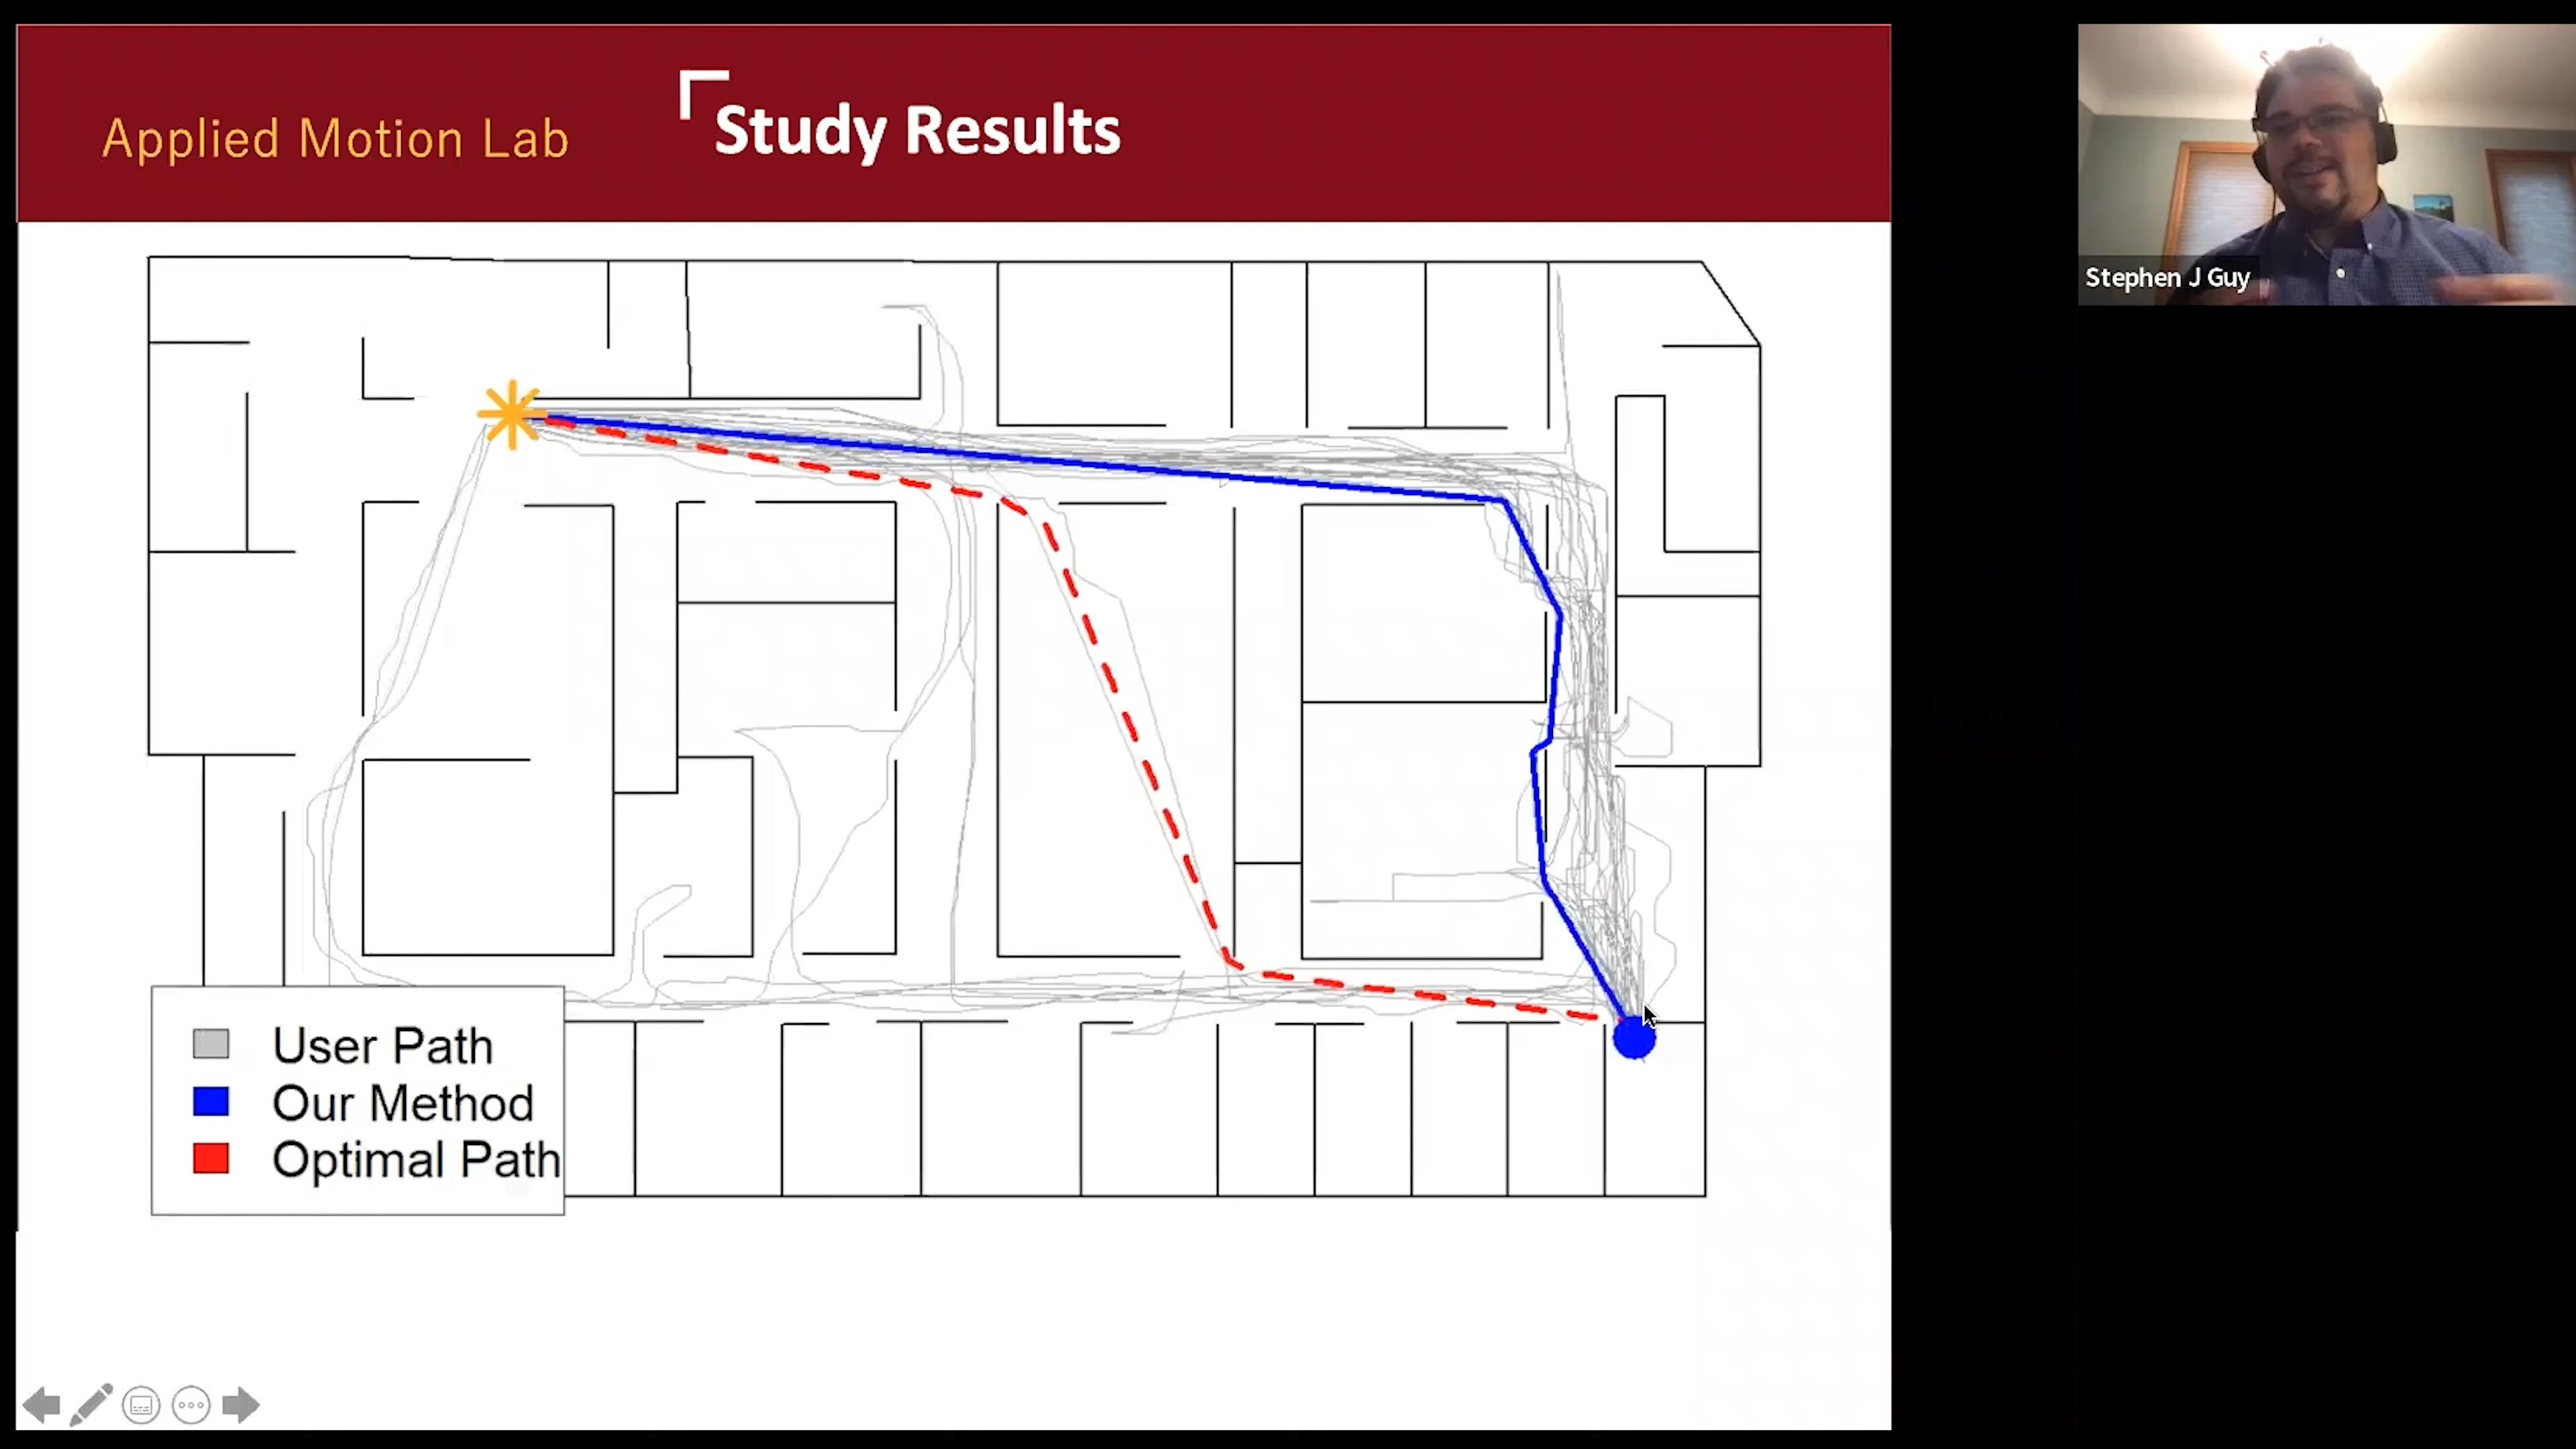 Applied Motion Lab
Study Results
Stephen J Guy
User Path
Our Method
Optimal Path